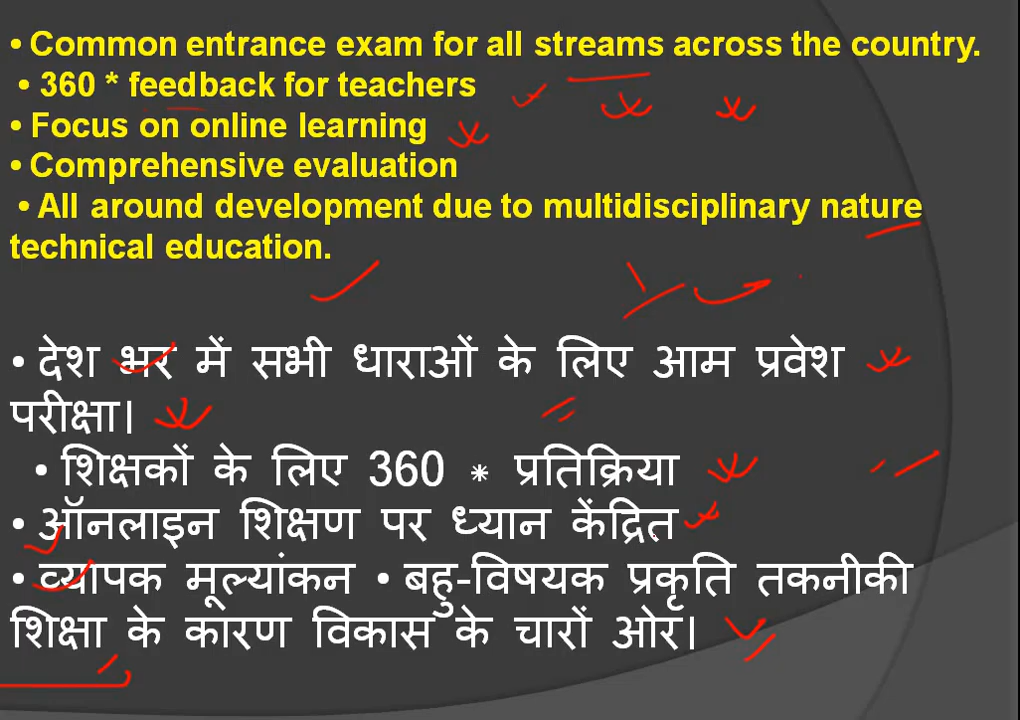 • Common entrance exam for all streams across the country.
• 360 * feedback for teachers
• Focus on online learning
• Comprehensive evaluation
• All around development due to multidisciplinary nature
technical education.
• देश भर में सभी धाराओं के लिए आम प्रवेश
परीक्षा।
• शिक्षकों के लिए 360 * प्रतिक्रिया
• ऑनलाइन शिक्षण पर ध्यान केंद्रित
• व्यापक मूल्यांकन • बहु-विषयक प्रकृति तकनीकी
शिक्षा के कारण विकास के चारों ओर।